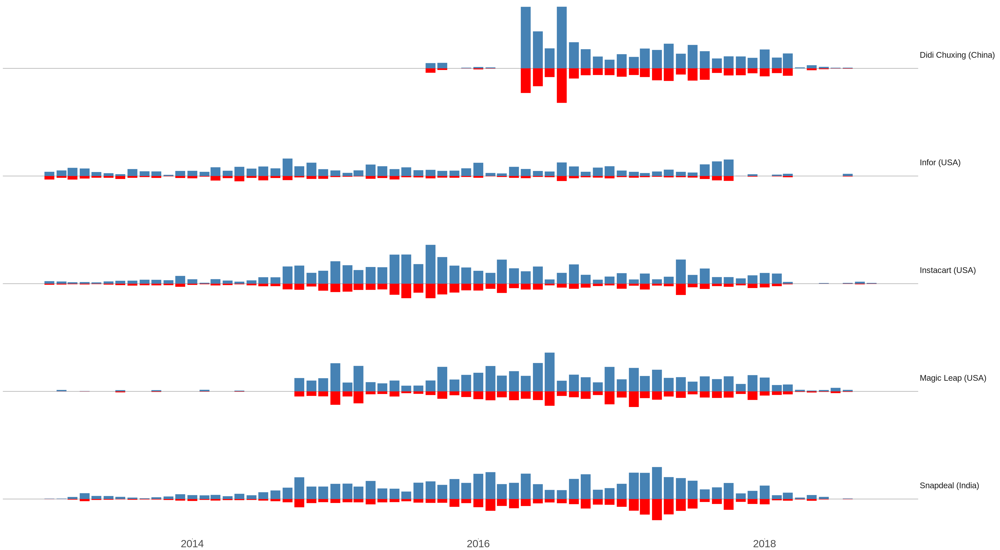 Didi Chuxing (China)
Infor (USA)
Instacart (USA)
Magic Leap (USA)
Snapdeal (India)
2014 2016 2018